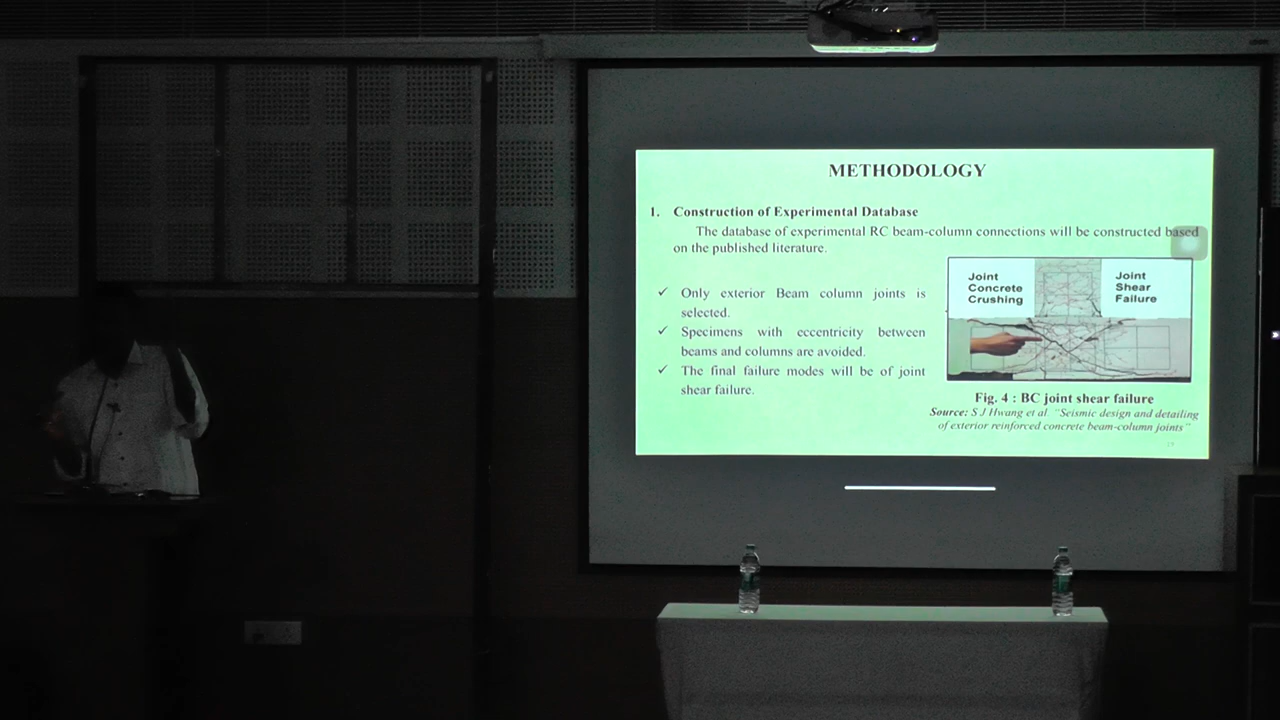 METHODOLOGY
1. Construction of Experimental Database
The database of experimental RC beam-column connections will be constructed based
on the published literature.
✓ Only exterior Beam column joints is
selected.
✓ Specimens with eccentricity between
beams and columns are avoided.
✓ The final failure modes will be of joint
shear failure.
Joint
Concrete
Crushing
Joint
Shear
Failure
Fig. 4 : BC joint shear failure
Source: S J Hwang et al. "Seismic design and detailing
of exterior reinforced concrete beam-column joints"